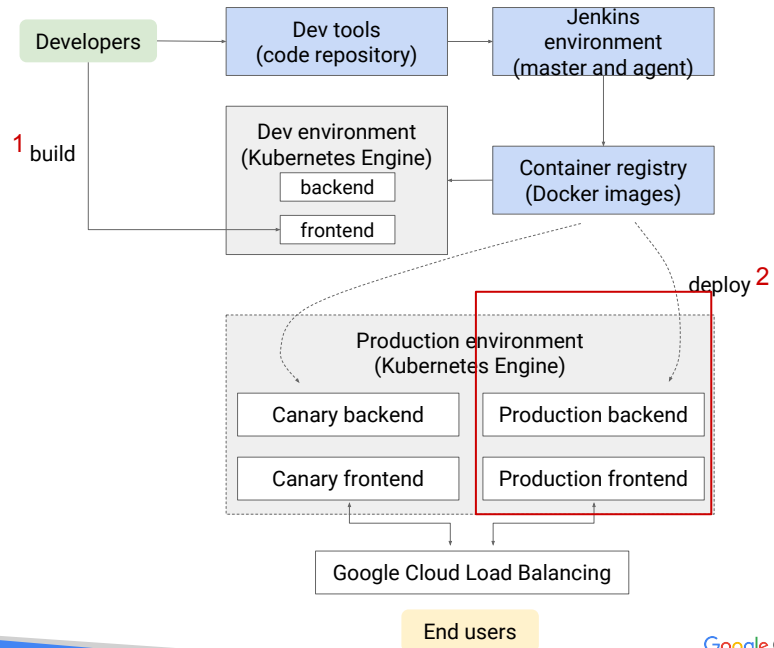 Developers
Dev tools
(code repository)
Jenkins
environment
(master and agent)
1 build
Dev environment
(Kubernetes Engine)
backend
frontend
Container registry
(Docker images)
deploy 2
Production environment
(Kubernetes Engine)
Canary backend
Production backend
Canary frontend
Production frontend
Google Cloud Load Balancing
End users
Google